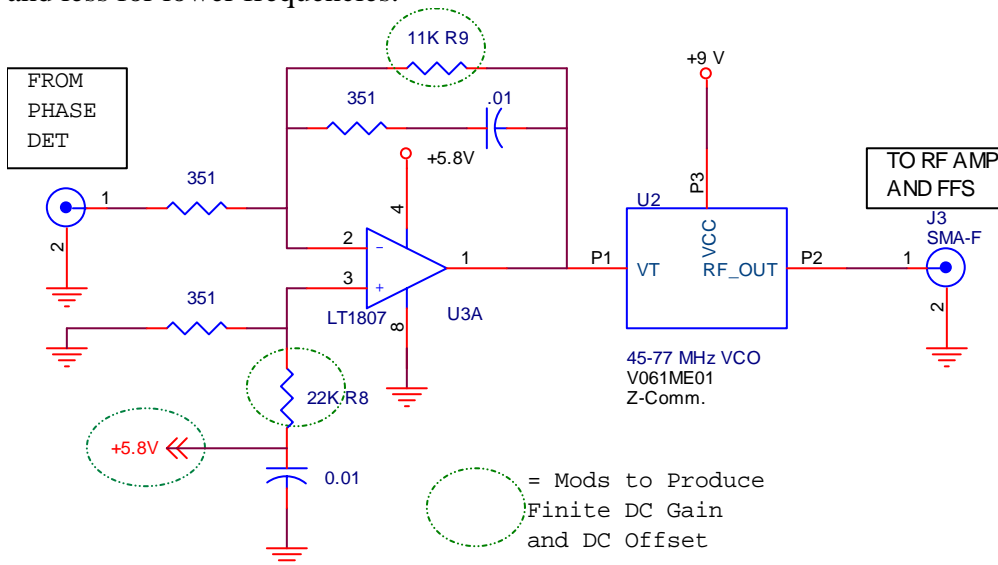 and less for lower frequencies.
11K R9
+9 V
FROM
PHASE
DET
351
.01
+5.8V
TO RF AMP
AND FFS
351
P3
U2
J3
SMA-F
1
4
VCC
2
2
1
P1
VT
RF_OUT
P2
1
3
351
LT1807
U3A
8
2
45-77 MHz VCO
V061ME01
Z-Comm.
22K R8
+5.8V
0.01
= Mods to Produce
Finite DC Gain
and DC Offset